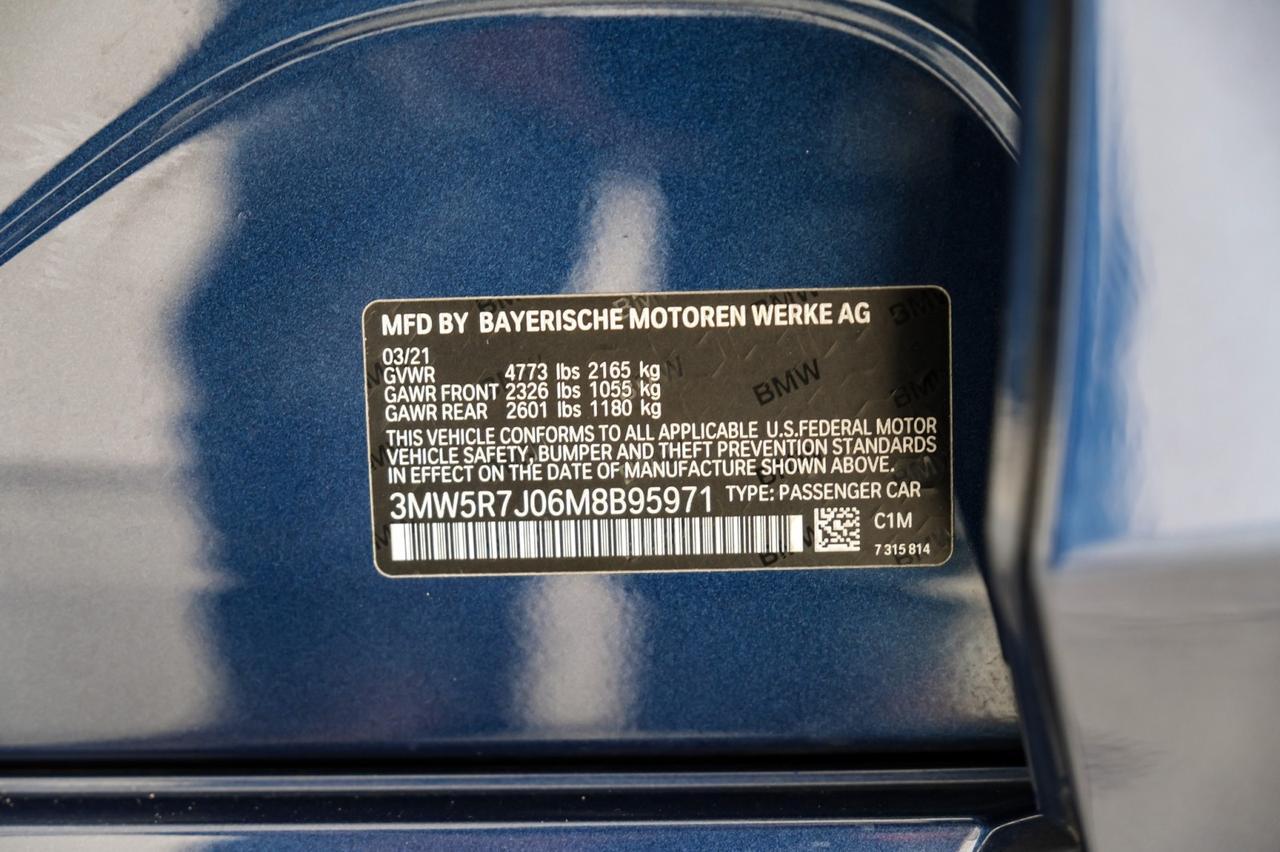 MFD BY BAYERISCHE MOTOREN WERKE AG
03/21
GVWR 4773 lbs 2165 kg
GAWR FRONT 2326 lbs 1055 kg
GAWR REAR 2601 lbs 1180 kg
THIS VEHICLE CONFORMS TO ALL APPLICABLE U.S.FEDERAL MOTOR
VEHICLE SAFETY, BUMPER AND THEFT PREVENTION STANDARDS
IN EFFECT ON THE DATE OF MANUFACTURE SHOWN ABOVE.
3MW5R7J06M8B95971 TYPE: PASSENGER CAR
C1M
7 315 814
BMW